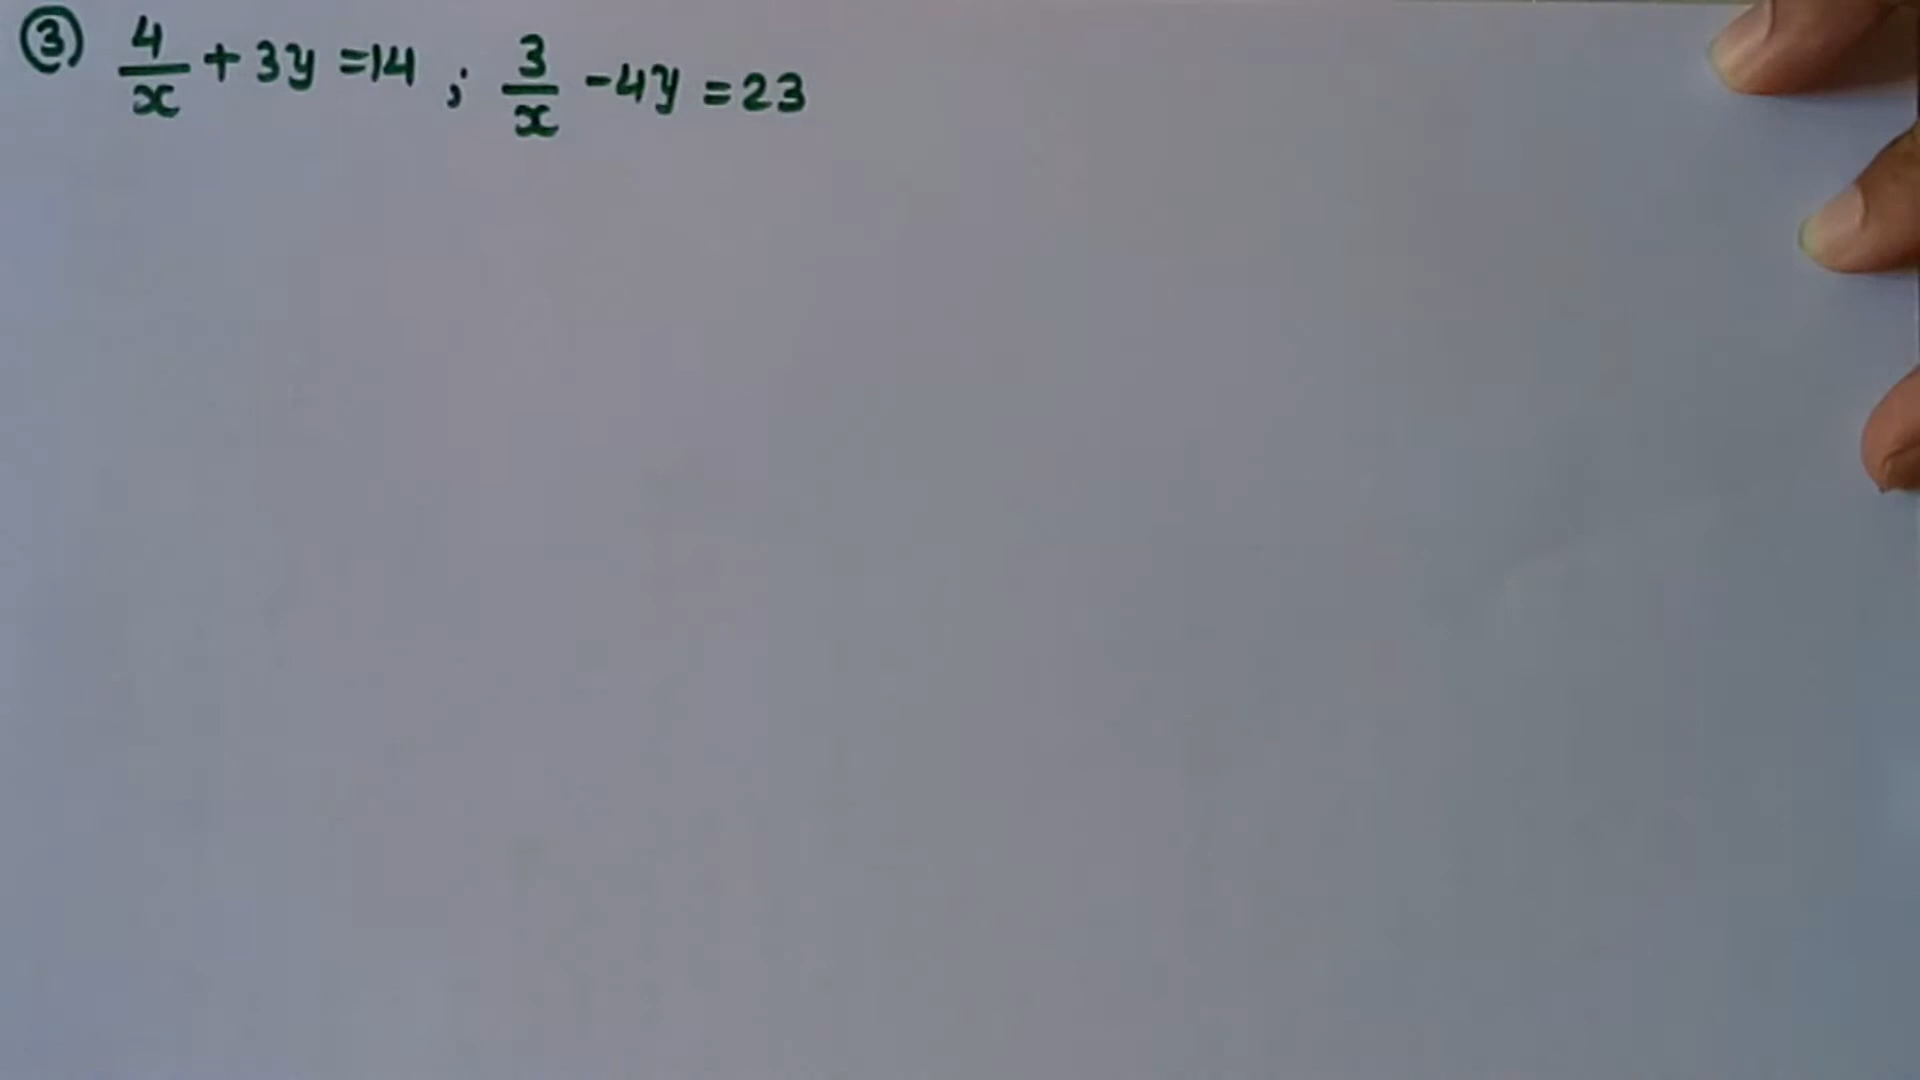 ③ 4/x + 3y = 14 ; 3/x - 4y = 23